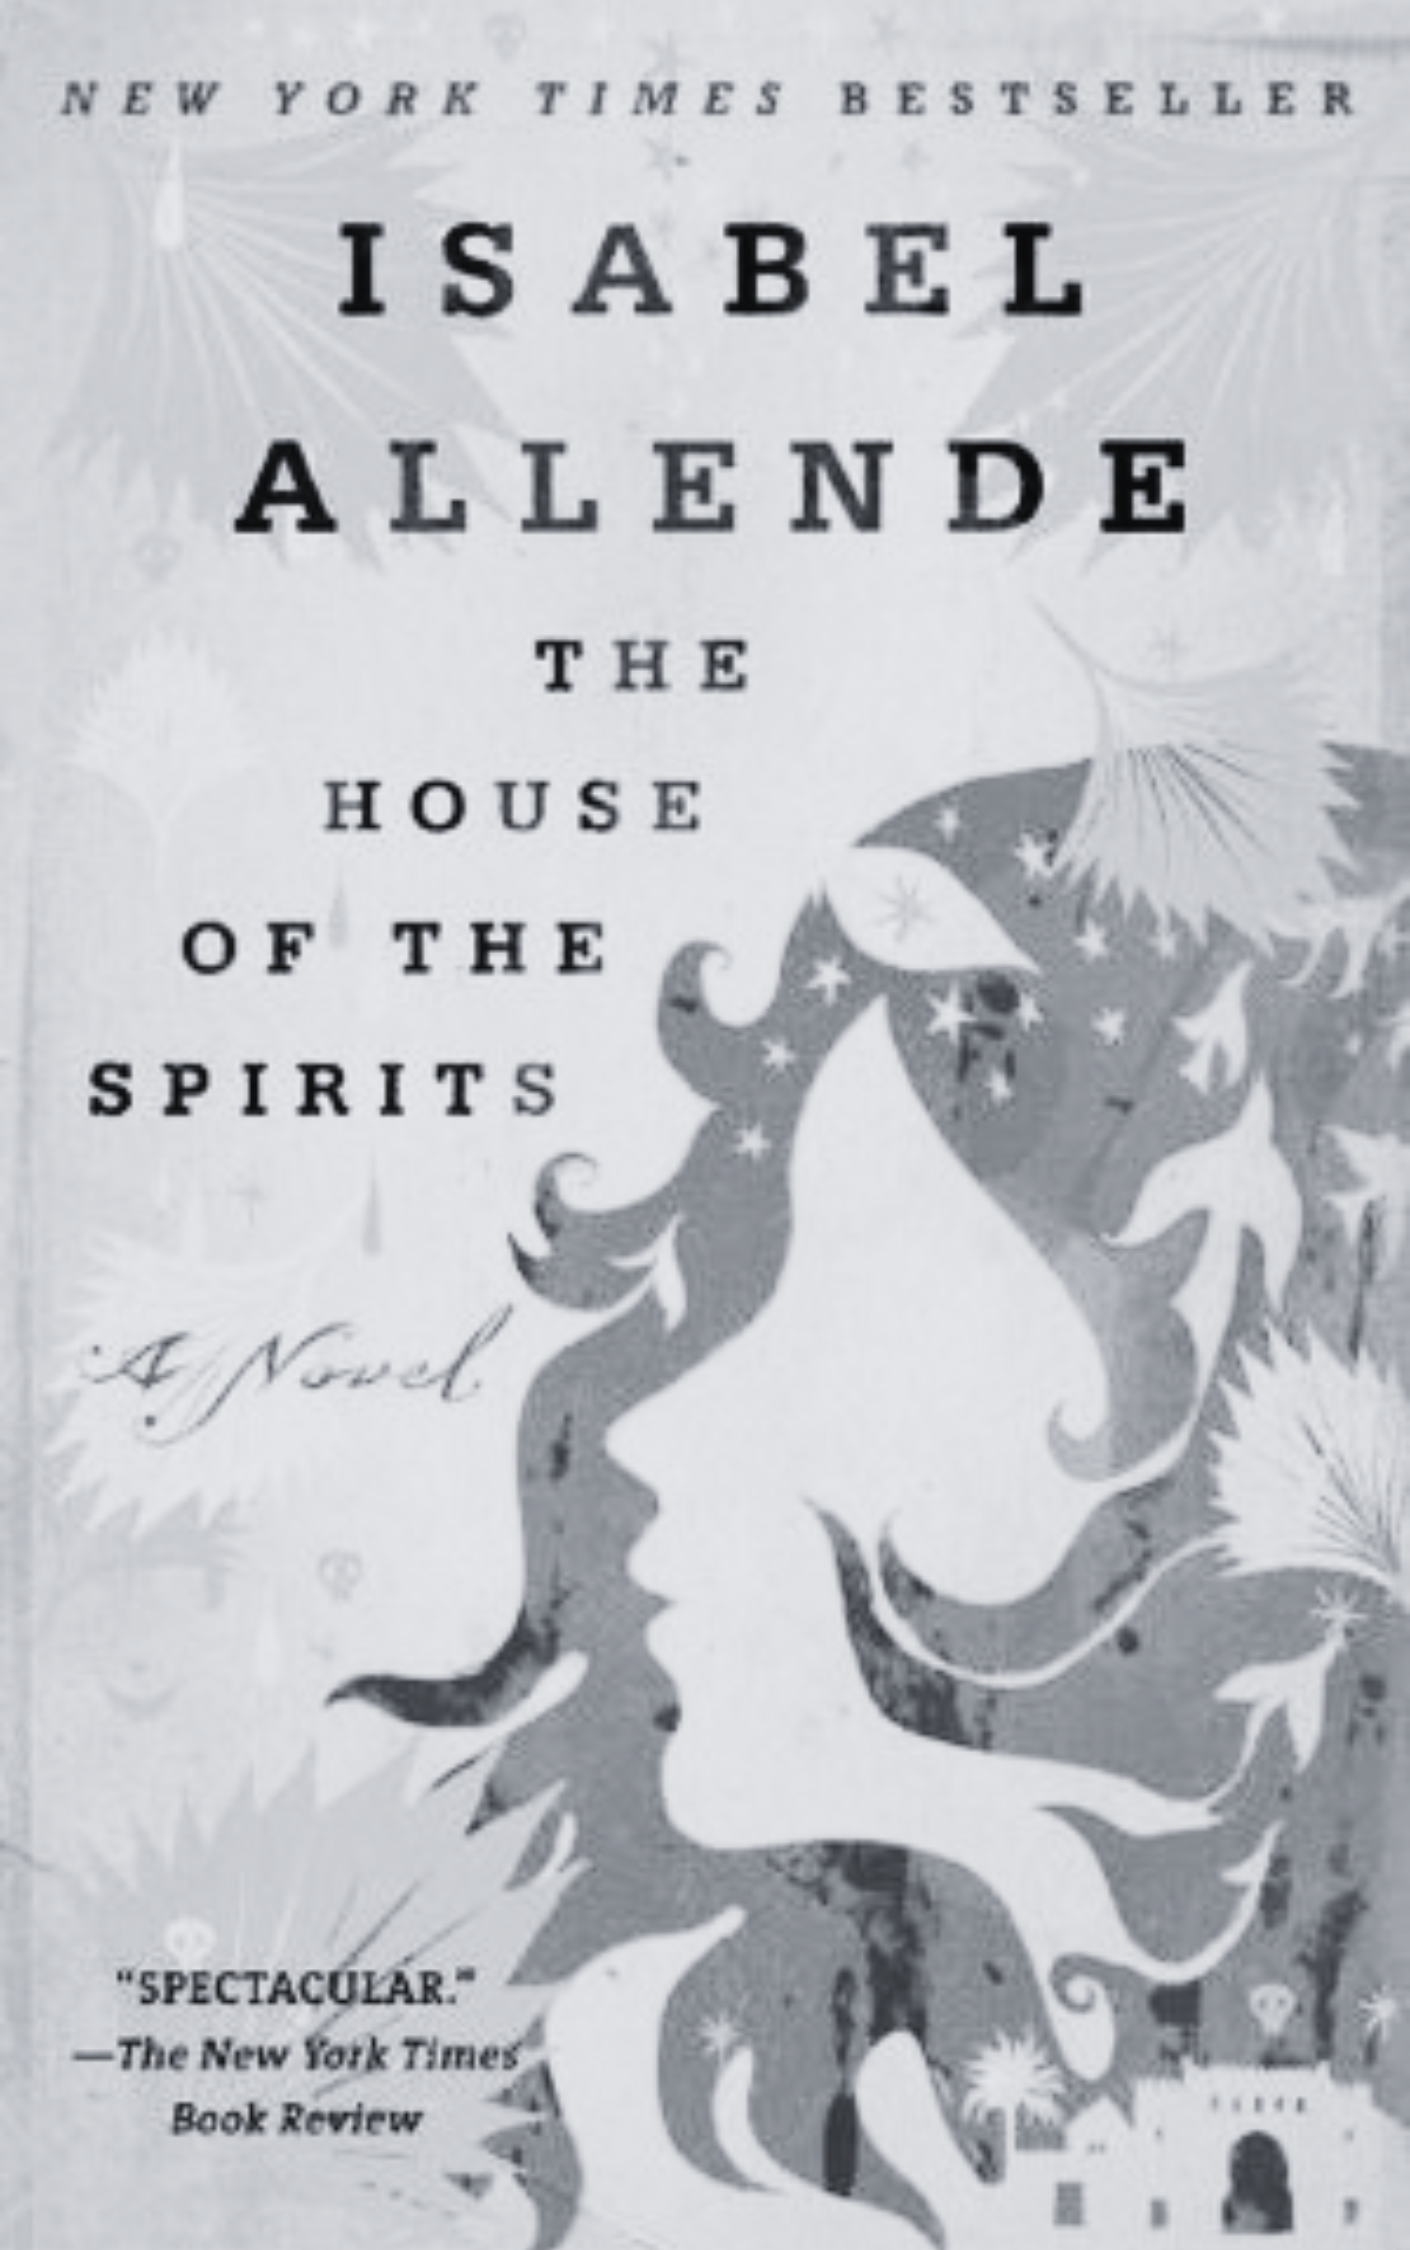 NEW YORK TIMES BESTSELLER
ISABEL
ALLENDE
THE
HOUSE
OF THE
SPIRITS
A Novel
"SPECTACULAR."
—The New York Times
Book Review